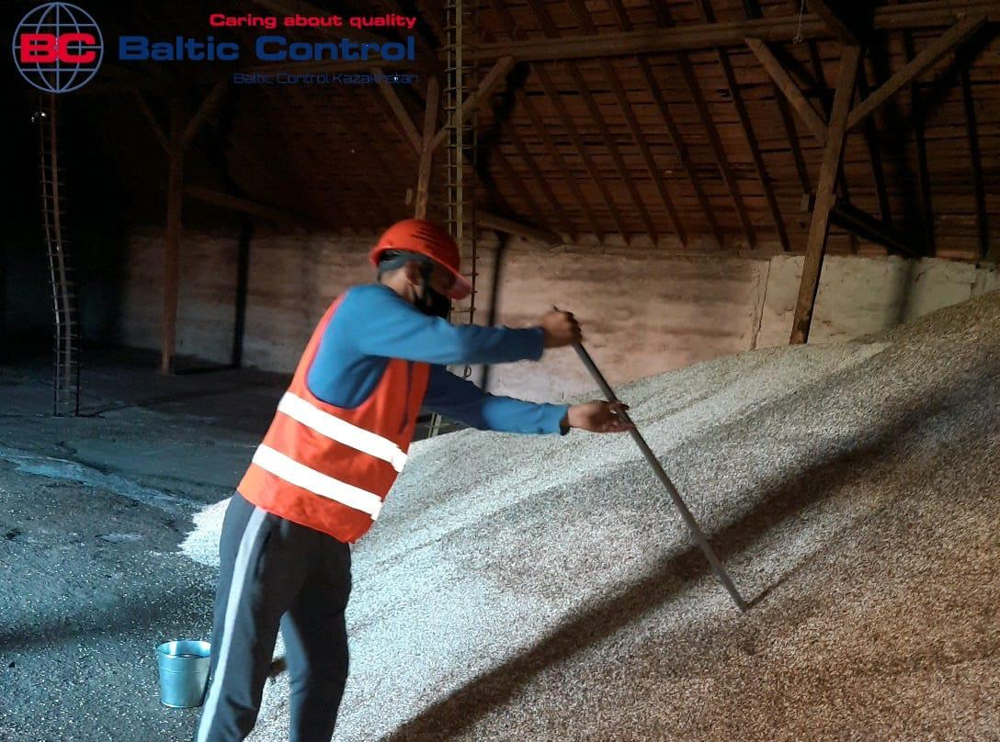 Caring about quality
BC
Baltic Control
Baltic Control Kazakhstan